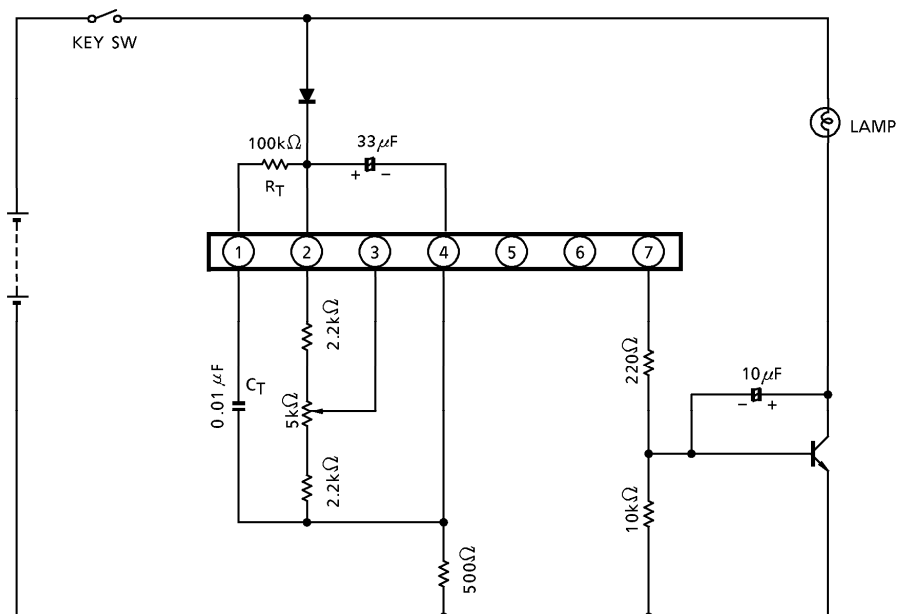 KEY SW
LAMP
100kΩ
33μF
+ −
R_T
1 2 3 4 5 6 7
2.2kΩ
220Ω
0.01 μF
C_T
5kΩ
10μF
− +
2.2kΩ
10kΩ
500Ω